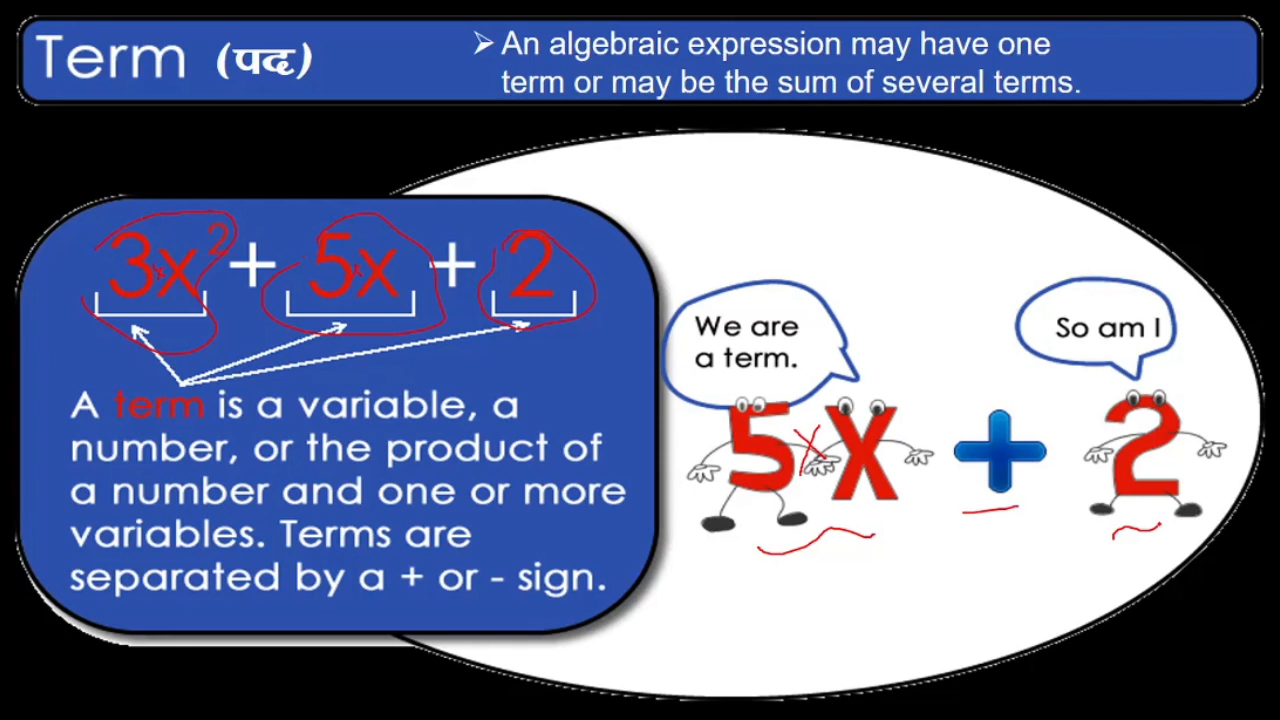 Term (पद)
➢ An algebraic expression may have one
term or may be the sum of several terms.
3x² + 5x + 2
A term is a variable, a
number, or the product of
a number and one or more
variables. Terms are
separated by a + or - sign.
We are
a term.
So am I
5x + 2